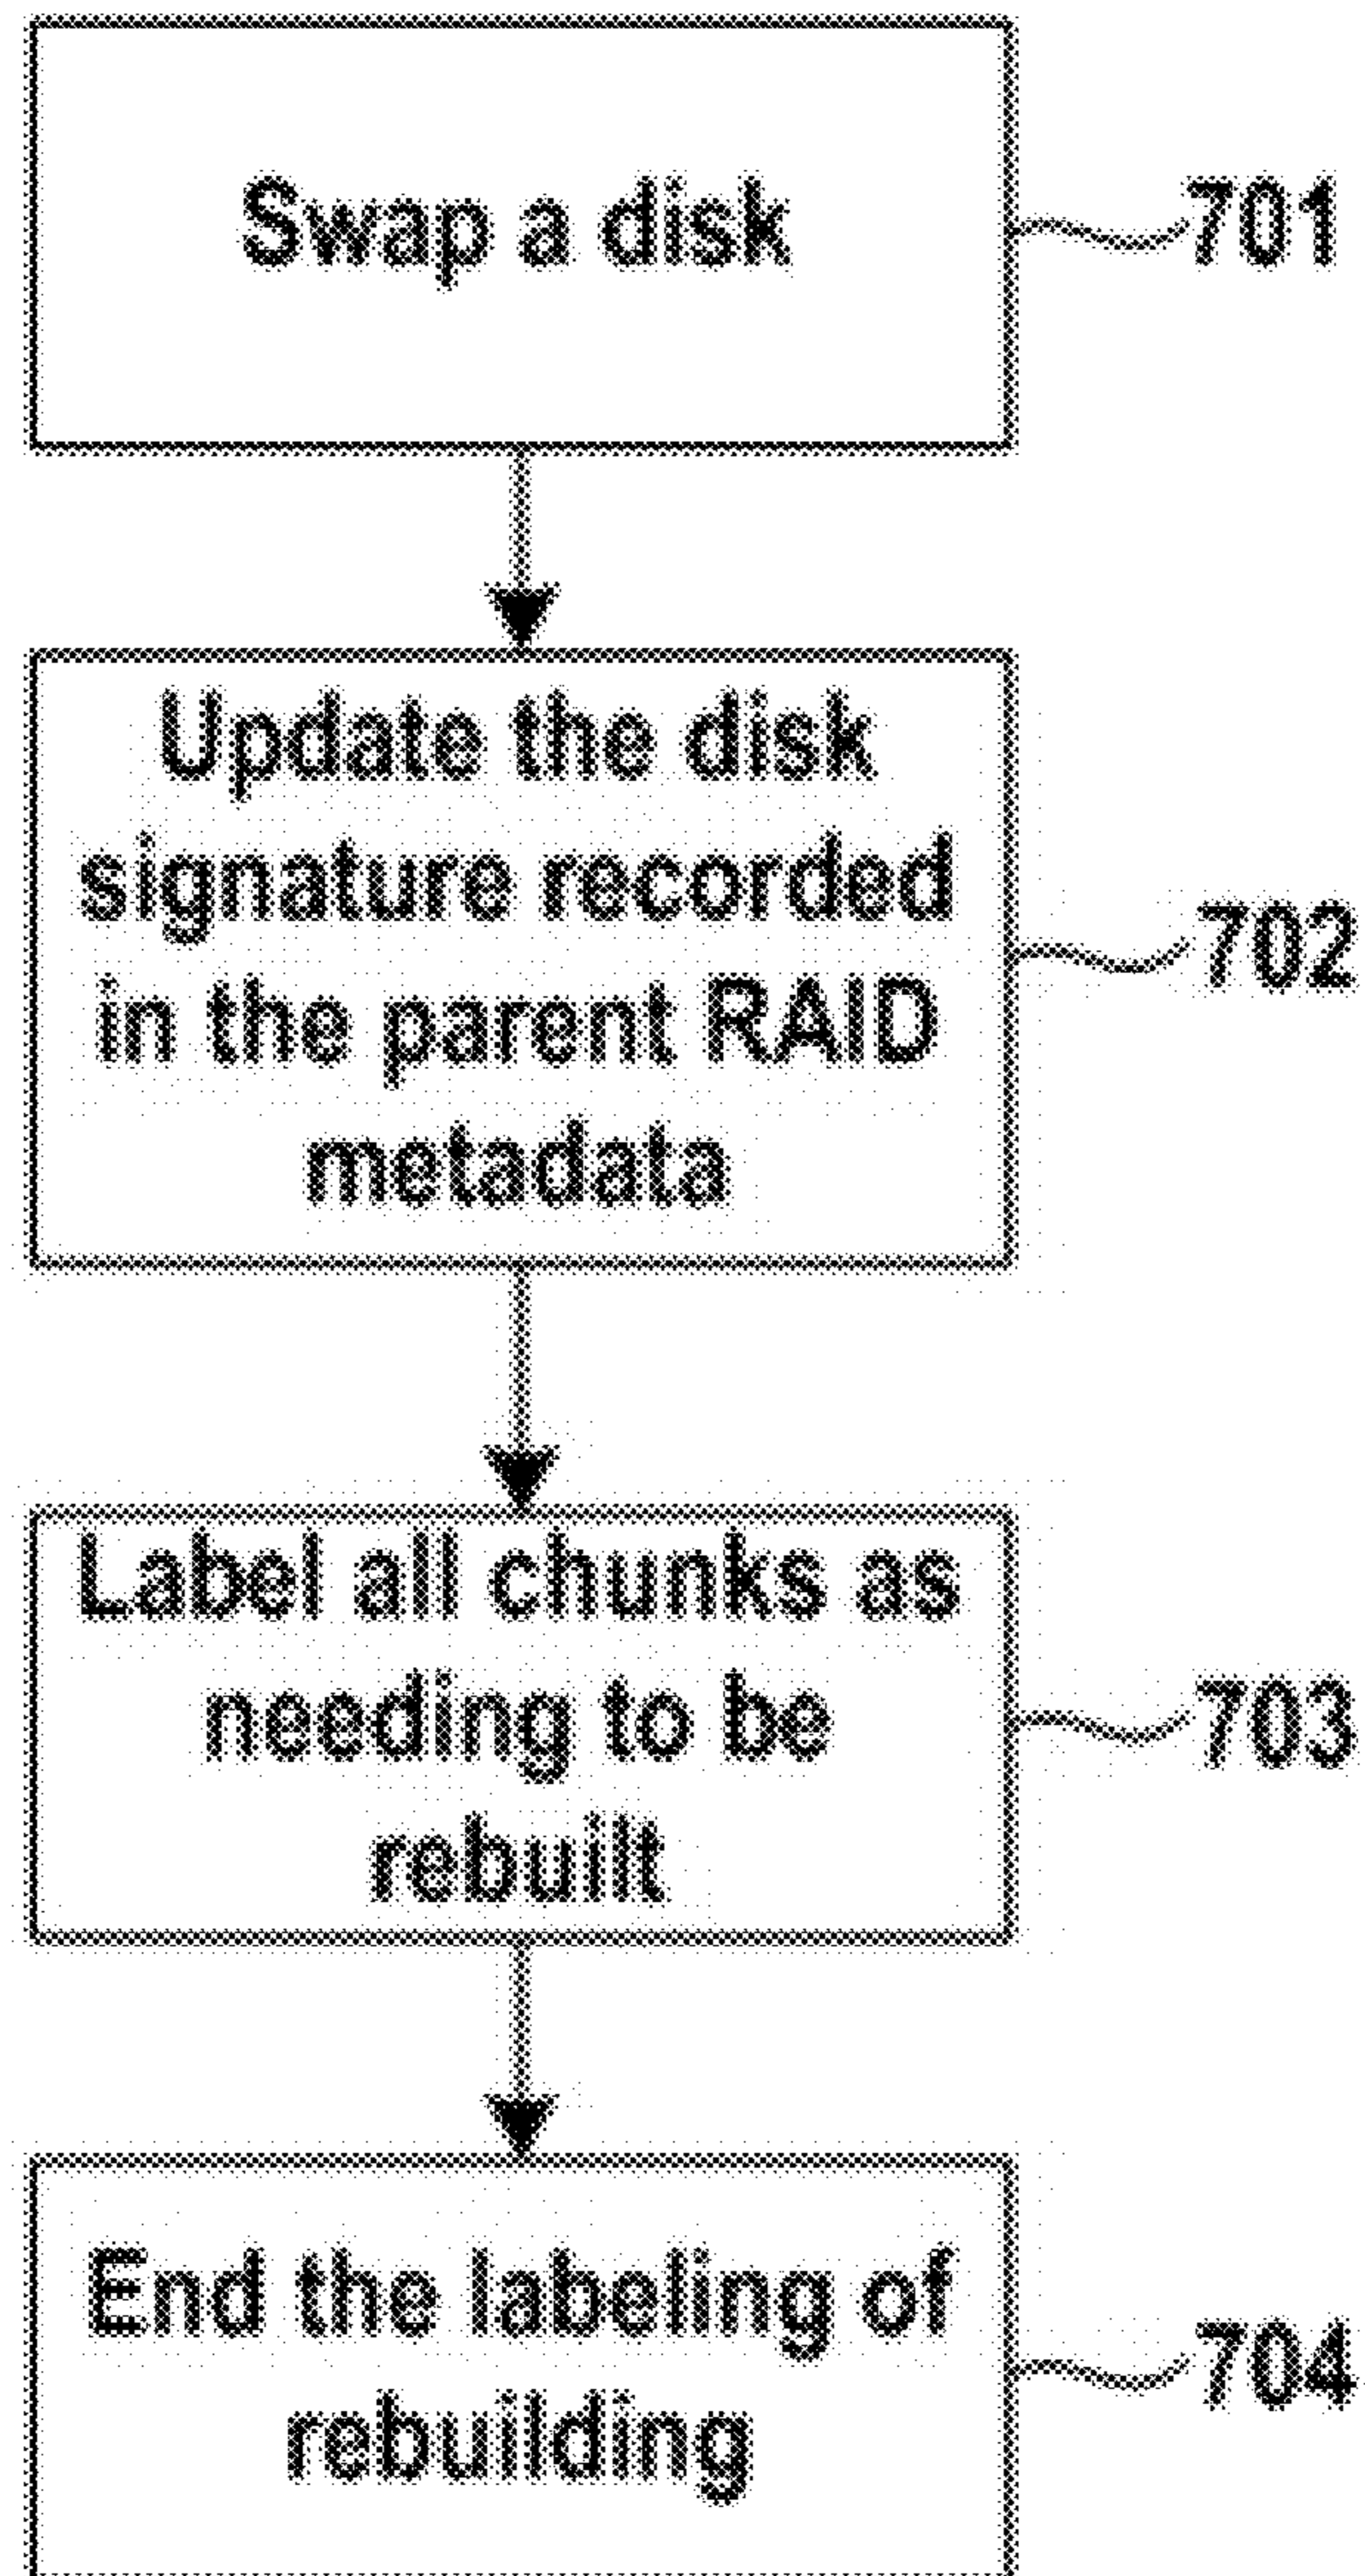 Swap a disk
701
Update the disk
signature recorded
in the parent RAID
metadata
702
Label all chunks as
needing to be
rebuilt
703
End the labeling of
rebuilding
704